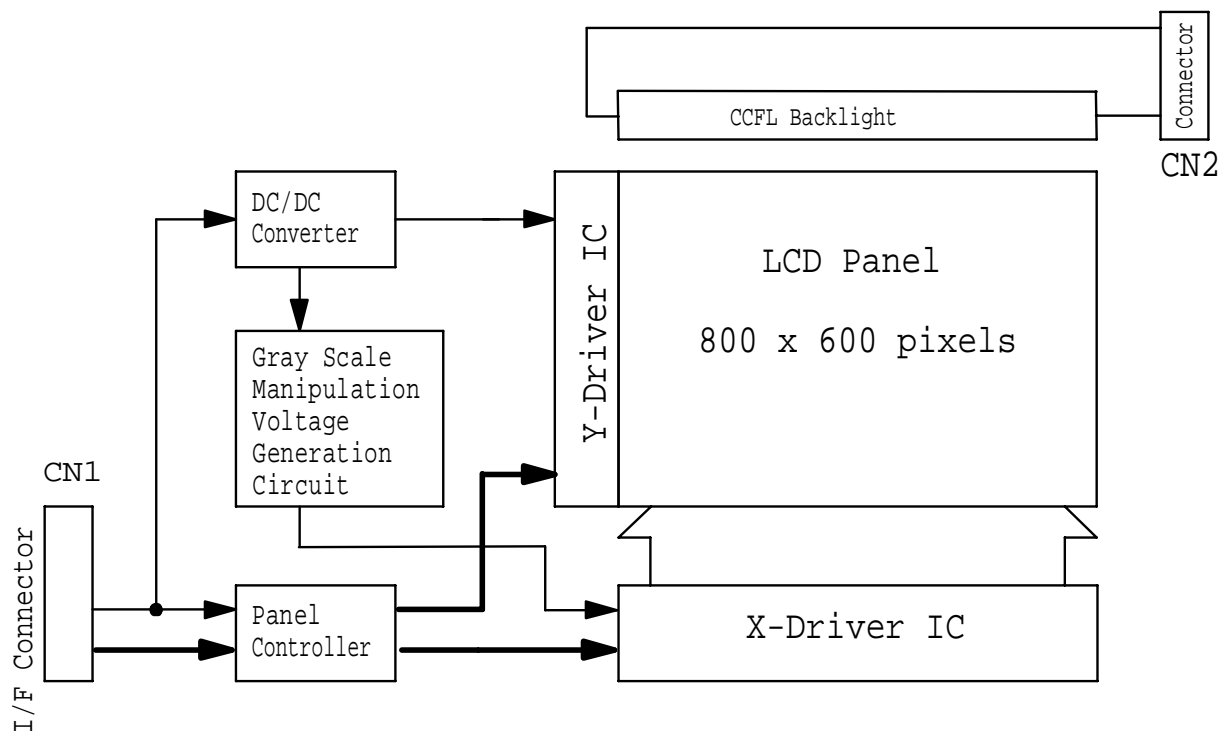 Connector
CCFL Backlight
CN2
DC/DC
Converter
Y-Driver IC
LCD Panel
800 x 600 pixels
Gray Scale
Manipulation
Voltage
Generation
Circuit
CN1
I/F Connector
Panel
Controller
X-Driver IC